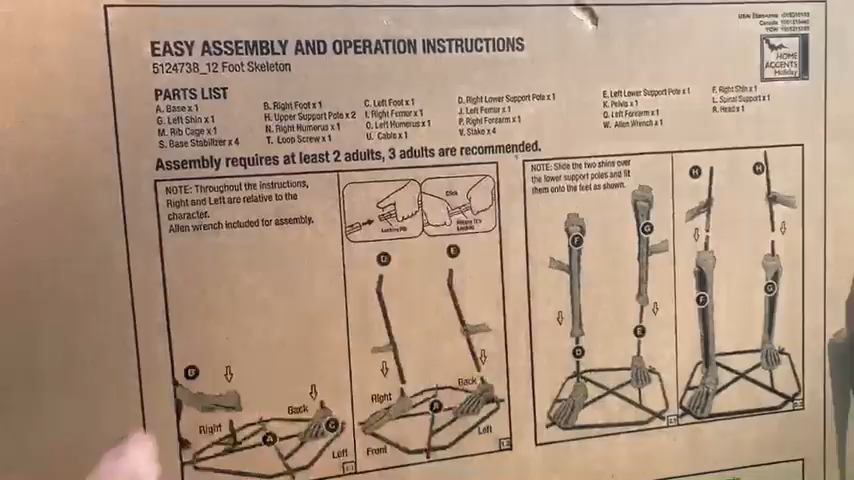 EASY ASSEMBLY AND OPERATION INSTRUCTIONS
5124738_12 Foot Skeleton
HOME
ACCENTS
Holiday
PARTS LIST
A. Base x 1
B. Right Foot x 1
C. Left Foot x 1
D. Right Lower Support Pole x 1
E. Left Lower Support Pole x 1
F. Right Shin x 1
G. Left Shin x 1
H. Upper Support Pole x 2
I. Right Femur x 1
J. Left Femur x 1
K. Pelvis x 1
L. Spinal Support x 1
M. Rib Cage x 1
N. Right Humerus x 1
O. Left Humerus x 1
P. Right Forearm x 1
Q. Left Forearm x 1
R. Head x 1
S. Base Stabilizer x 4
T. Loop Screw x 1
U. Cable x 1
V. Stake x 4
W. Allen Wrench x 1
Assembly requires at least 2 adults, 3 adults are recommended.
NOTE: Throughout the instructions,
Right and Left are relative to the
character.
Allen wrench included for assembly.
Click
NOTE: Slide the two shins over
the lower support poles and fit
them onto the feet as shown.
D
E
F
G
H
H
B
Right
Back
A
C
Left
Right
Back
A
Front
Left
D
E
F
G